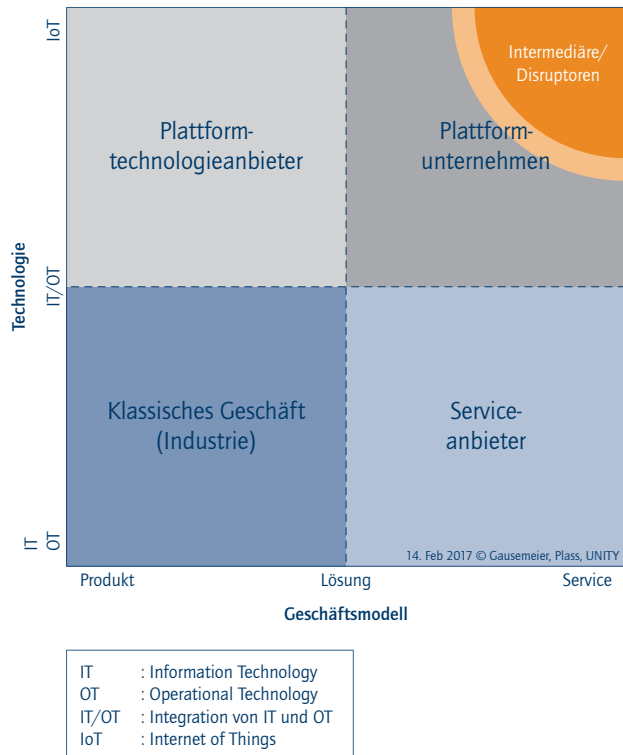 IoT
Intermediäre/
Disruptoren
Plattform-
technologieanbieter
Plattform-
unternehmen
Technologie
IT/OT
Klassisches Geschäft
(Industrie)
Service-
anbieter
IT
OT
14. Feb 2017 © Gausemeier, Plass, UNITY
Produkt
Lösung
Service
Geschäftsmodell
IT : Information Technology
OT : Operational Technology
IT/OT : Integration von IT und OT
IoT : Internet of Things